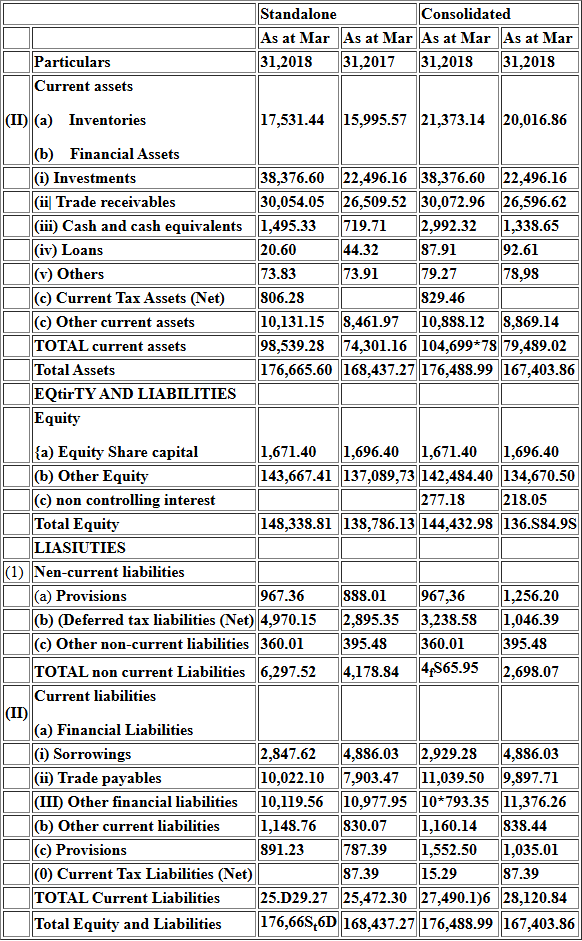 Standalone Consolidated
As at Mar As at Mar As at Mar As at Mar
Particulars 31,2018 31,2017 31,2018 31,2018
Current assets
(II) (a) Inventories 17,531.44 15,995.57 21,373.14 20,016.86
(b) Financial Assets
(i) Investments 38,376.60 22,496.16 38,376.60 22,496.16
(ii| Trade receivables 30,054.05 26,509.52 30,072.96 26,596.62
(iii) Cash and cash equivalents 1,495.33 719.71 2,992.32 1,338.65
(iv) Loans 20.60 44.32 87.91 92.61
(v) Others 73.83 73.91 79.27 78,98
(c) Current Tax Assets (Net) 806.28 829.46
(c) Other current assets 10,131.15 8,461.97 10,888.12 8,869.14
TOTAL current assets 98,539.28 74,301.16 104,699*78 79,489.02
Total Assets 176,665.60 168,437.27 176,488.99 167,403.86
EQtirTY AND LIABILITIES
Equity
{a) Equity Share capital 1,671.40 1,696.40 1,671.40 1,696.40
(b) Other Equity 143,667.41 137,089,73 142,484.40 134,670.50
(c) non controlling interest 277.18 218.05
Total Equity 148,338.81 138,786.13 144,432.98 136.S84.9S
LIASIUTIES
(1) Nen-current liabilities
(a) Provisions 967.36 888.01 967,36 1,256.20
(b) (Deferred tax liabilities (Net) 4,970.15 2,895.35 3,238.58 1,046.39
(c) Other non-current liabilities 360.01 395.48 360.01 395.48
TOTAL non current Liabilities 6,297.52 4,178.84 4fS65.95 2,698.07
Current liabilities
(II)
(a) Financial Liabilities
(i) Sorrowings 2,847.62 4,886.03 2,929.28 4,886.03
(ii) Trade payables 10,022.10 7,903.47 11,039.50 9,897.71
(III) Other financial liabilities 10,119.56 10,977.95 10*793.35 11,376.26
(b) Other current liabilities 1,148.76 830.07 1,160.14 838.44
(c) Provisions 891.23 787.39 1,552.50 1,035.01
(0) Current Tax Liabilities (Net) 87.39 15.29 87.39
TOTAL Current Liabilities 25.D29.27 25,472.30 27,490.1)6 28,120.84
Total Equity and Liabilities 176,66St6D 168,437.27 176,488.99 167,403.86